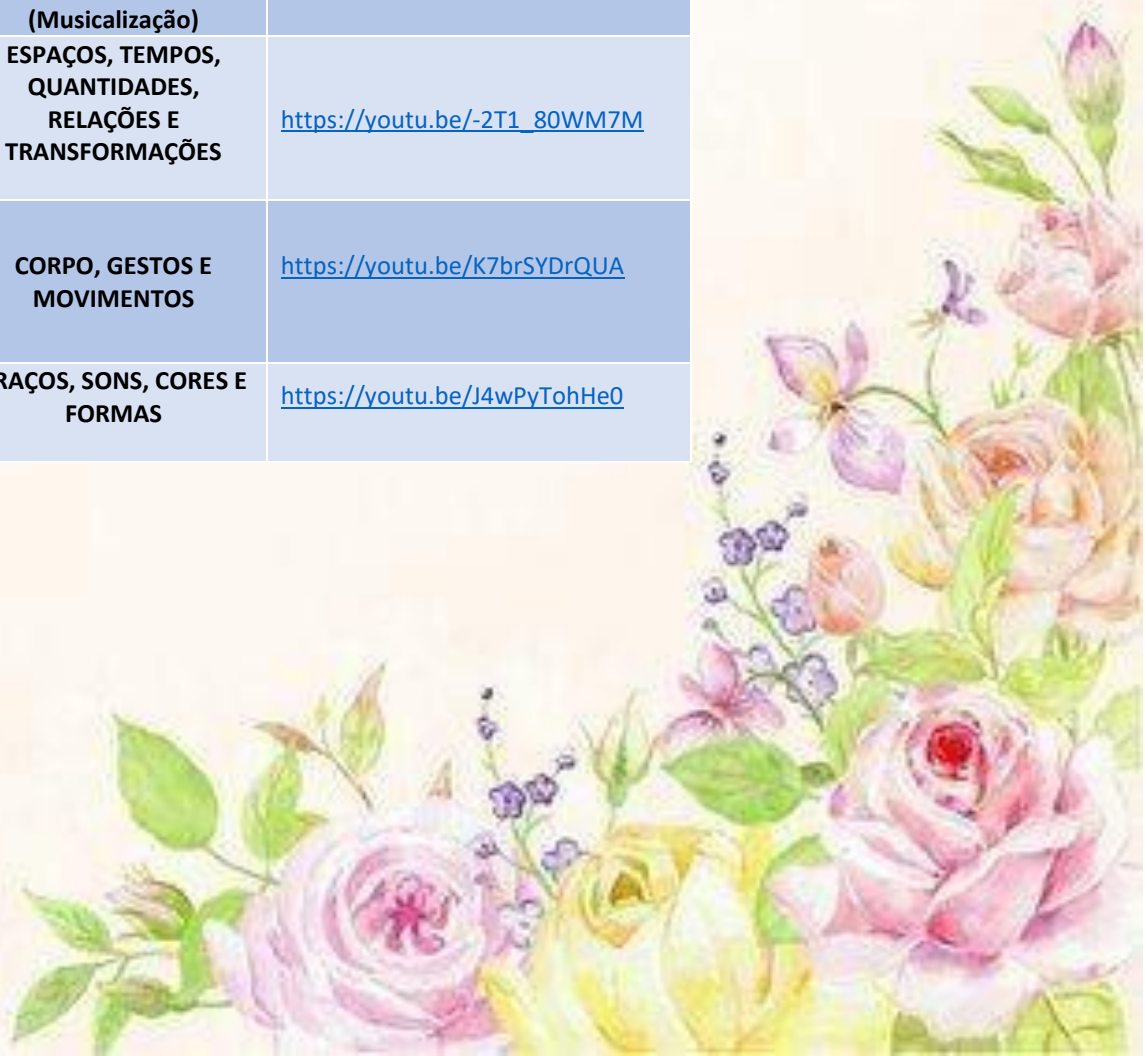 (Musicalização)
ESPAÇOS, TEMPOS,
QUANTIDADES,
RELAÇÕES E
TRANSFORMAÇÕES
https://youtu.be/-2T1_80WM7M
CORPO, GESTOS E
MOVIMENTOS
https://youtu.be/K7brSYDrQUA
RAÇOS, SONS, CORES E
FORMAS
https://youtu.be/J4wPyTohHe0